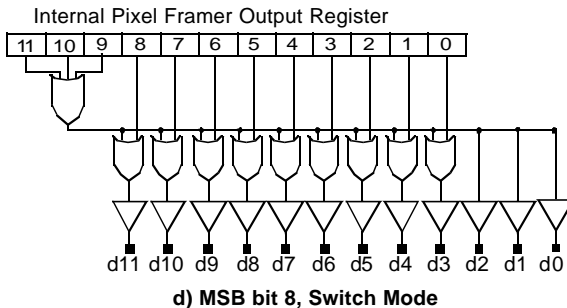 Internal Pixel Framer Output Register
11 10 9 8 7 6 5 4 3 2 1 0
d11 d10 d9 d8 d7 d6 d5 d4 d3 d2 d1 d0
d) MSB bit 8, Switch Mode